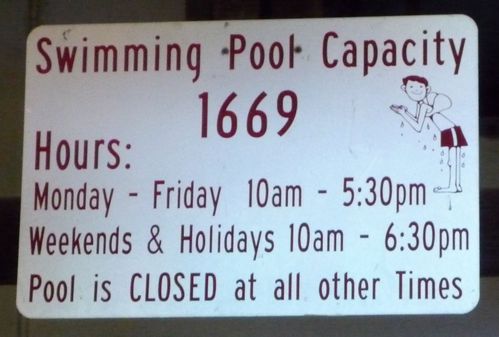 Swimming Pool Capacity
1669
Hours:
Monday - Friday 10am - 5:30pm
Weekends & Holidays 10am - 6:30pm
Pool is CLOSED at all other Times